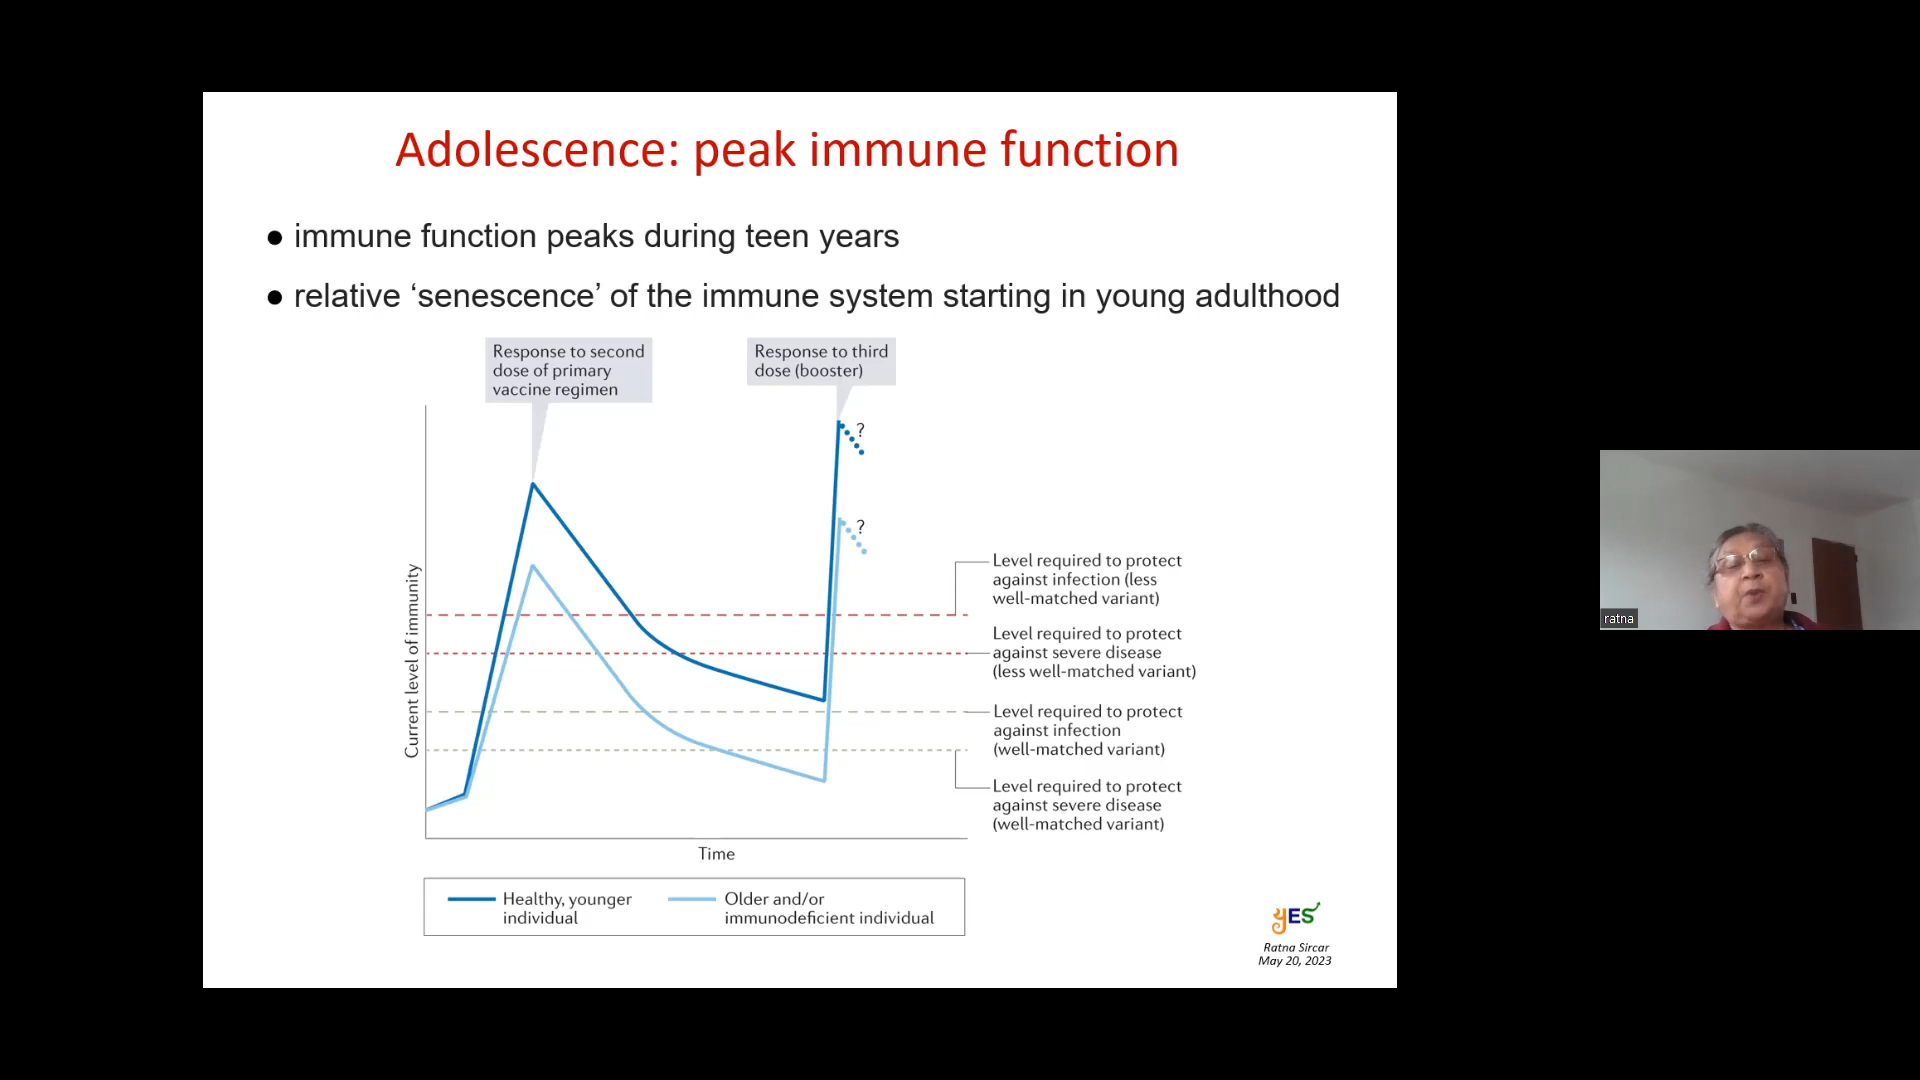 Adolescence: peak immune function
● immune function peaks during teen years
● relative ‘senescence’ of the immune system starting in young adulthood
Response to second
dose of primary
vaccine regimen
Response to third
dose (booster)
?
?
Current level of immunity
Level required to protect
against infection (less
well-matched variant)
Level required to protect
against severe disease
(less well-matched variant)
Level required to protect
against infection
(well-matched variant)
Level required to protect
against severe disease
(well-matched variant)
Time
Healthy, younger
individual
Older and/or
immunodeficient individual
yES
Ratna Sircar
May 20, 2023
ratna